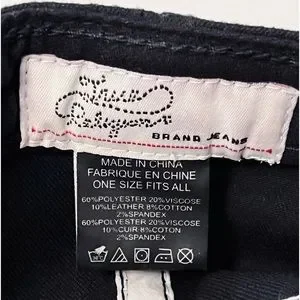 BRAND JEANS
MADE IN CHINA
FABRIQUE EN CHINE
ONE SIZE FITS ALL
60%POLYESTER 20%VISCOSE
10%LEATHER 8%COTTON
2%SPANDEX
60%POLYESTER 20%VISCOSE
10%CUIR 8%COTON
2%SPANDEX